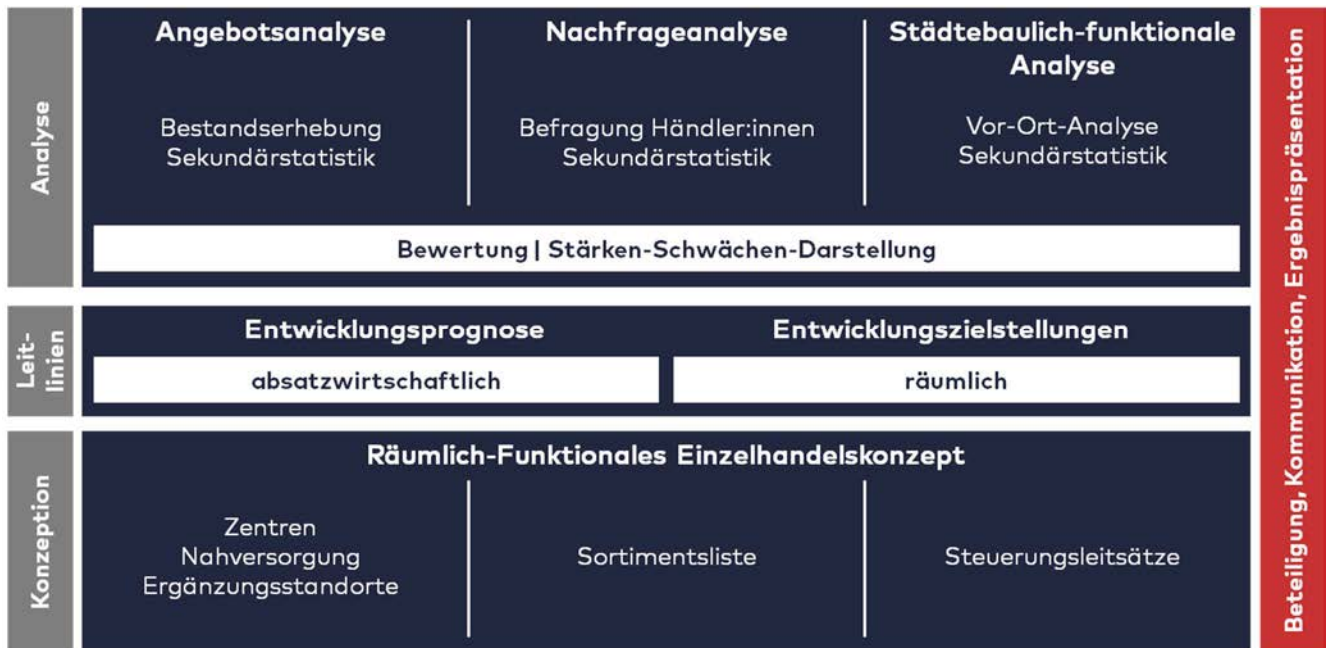 Analyse
Angebotsanalyse
Bestandserhebung
Sekundärstatistik
Nachfrageanalyse
Befragung Händler:innen
Sekundärstatistik
Städtebaulich-funktionale
Analyse
Vor-Ort-Analyse
Sekundärstatistik
Bewertung | Stärken-Schwächen-Darstellung
Leit-
linien
Entwicklungsprognose
absatzwirtschaftlich
Entwicklungszielstellungen
räumlich
Konzeption
Räumlich-Funktionales Einzelhandelskonzept
Zentren
Nahversorgung
Ergänzungsstandorte
Sortimentsliste
Steuerungsleitsätze
Beteiligung, Kommunikation, Ergebnispräsentation